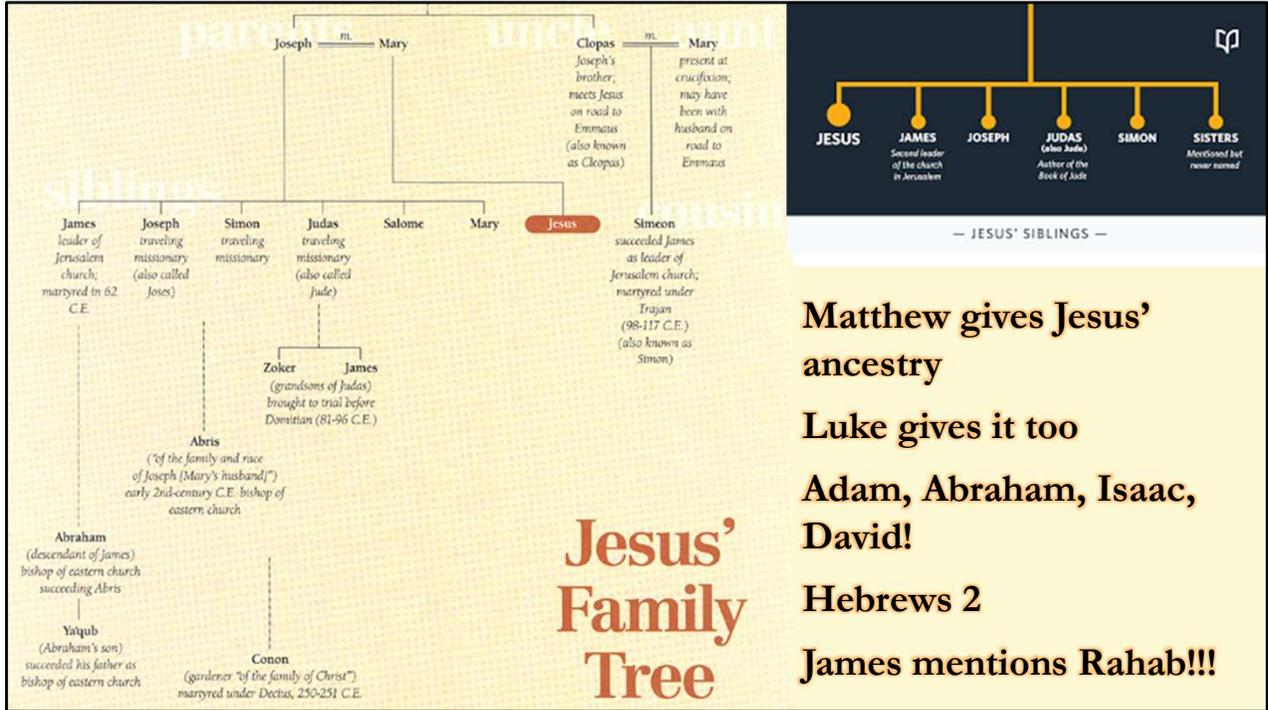 parents
uncle
aunt
Joseph
m.
Mary
Clopas
Joseph's
brother;
meets Jesus
on road to
Emmaus
(also known
as Cleopas)
m.
Mary
present at
crucifixion;
may have
been with
husband on
road to
Emmaus
siblings
cousin
James
leader of
Jerusalem
church;
martyred in 62
C.E.
Joseph
traveling
missionary
(also called
Joses)
Simon
traveling
missionary
Judas
traveling
missionary
(also called
Jude)
Salome
Mary
Jesus
Simeon
succeeded James
as leader of
Jerusalem church;
martyred under
Trajan
(98-117 C.E.)
(also known as
Simon)
Zoker
James
(grandsons of Judas)
brought to trial before
Domitian (81-96 C.E.)
Abris
("of the family and race
of Joseph [Mary's husband]")
early 2nd-century C.E. bishop of
eastern church
Abraham
(descendant of James)
bishop of eastern church
succeeding Abris
Ya'qub
(Abraham's son)
succeeded his father as
bishop of eastern church
Conon
(gardener "of the family of Christ")
martyred under Decius, 250-251 C.E.
Jesus'
Family
Tree
JESUS
JAMES
Second leader
of the church
in Jerusalem
JOSEPH
JUDAS
(also Jude)
Author of the
Book of Jude
SIMON
SISTERS
Mentioned but
never named
— JESUS' SIBLINGS —
Matthew gives Jesus’
ancestry
Luke gives it too
Adam, Abraham, Isaac,
David!
Hebrews 2
James mentions Rahab!!!